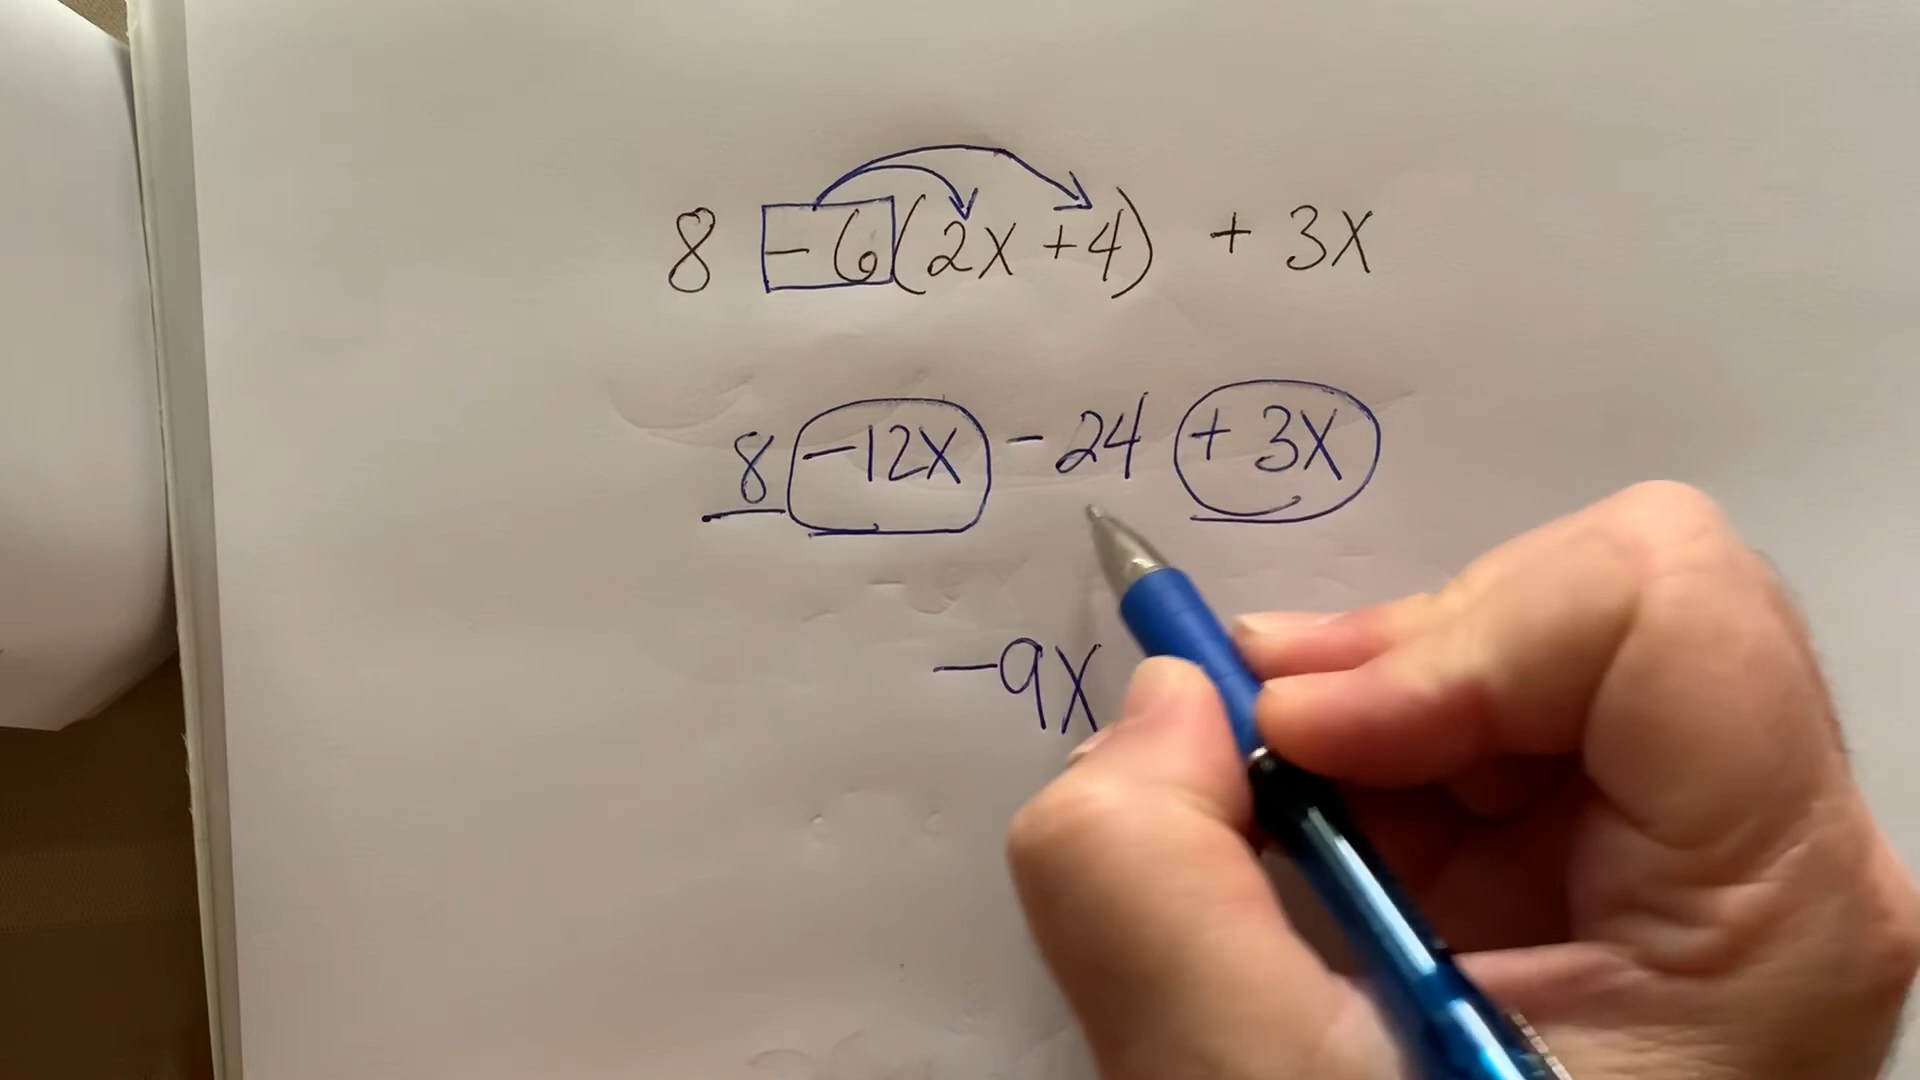 8 -6(2x +4) + 3x
8 -12x - 24 + 3x
-9x